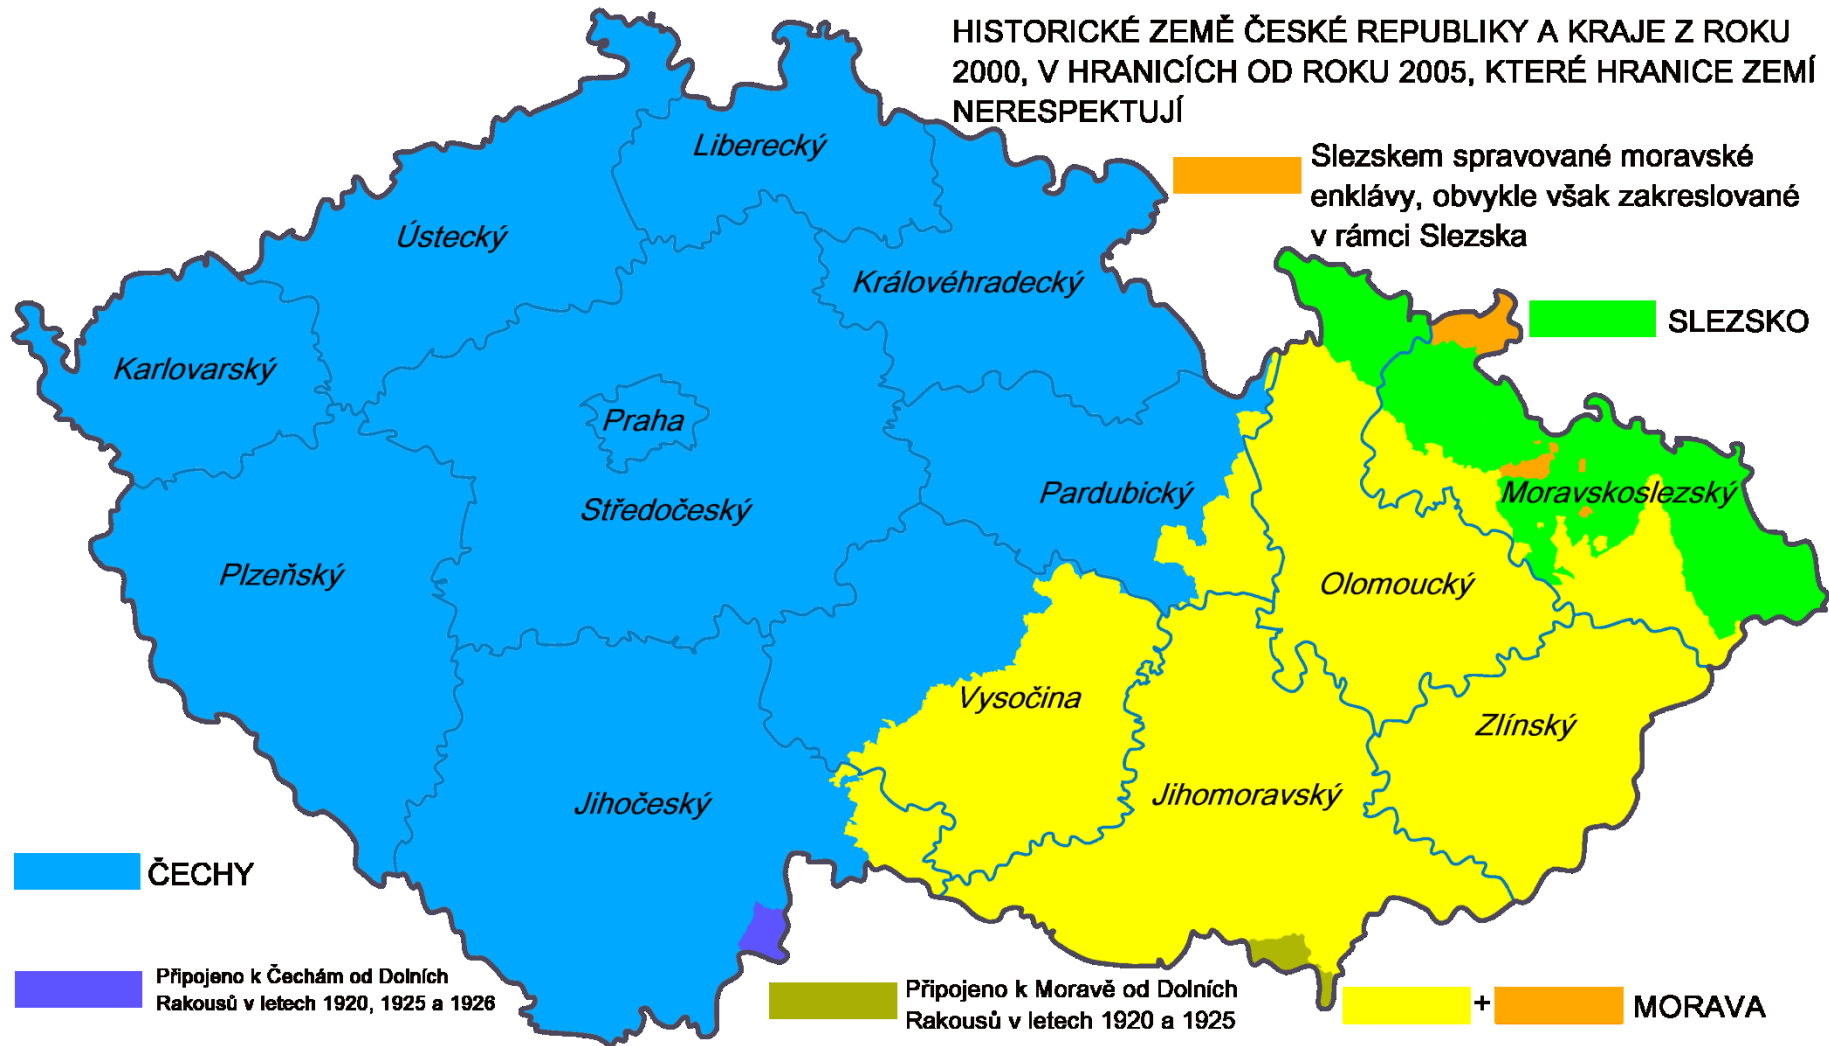 HISTORICKÉ ZEMĚ ČESKÉ REPUBLIKY A KRAJE Z ROKU
2000, V HRANICÍCH OD ROKU 2005, KTERÉ HRANICE ZEMÍ
NERESPEKTUJÍ
Slezskem spravované moravské
enklávy, obvykle však zakreslované
v rámci Slezska
SLEZSKO
Liberecký
Ústecký
Královéhradecký
Karlovarský
Praha
Středočeský
Pardubický
Moravskoslezský
Plzeňský
Olomoucký
Vysočina
Zlínský
Jihočeský
Jihomoravský
ČECHY
Připojeno k Čechám od Dolních
Rakousů v letech 1920, 1925 a 1926
Připojeno k Moravě od Dolních
Rakousů v letech 1920 a 1925
+ MORAVA